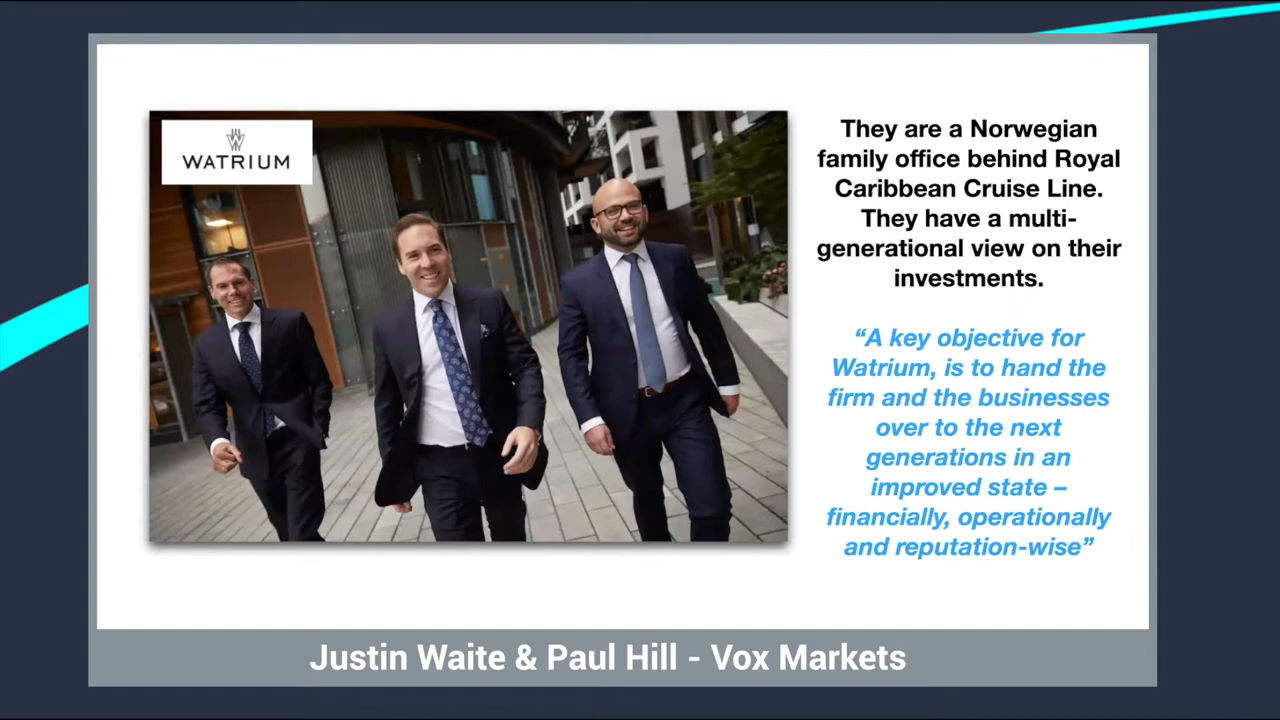 WATRIUM
They are a Norwegian
family office behind Royal
Caribbean Cruise Line.
They have a multi-
generational view on their
investments.
“A key objective for
Watrium, is to hand the
firm and the businesses
over to the next
generations in an
improved state –
financially, operationally
and reputation-wise”
Justin Waite & Paul Hill - Vox Markets